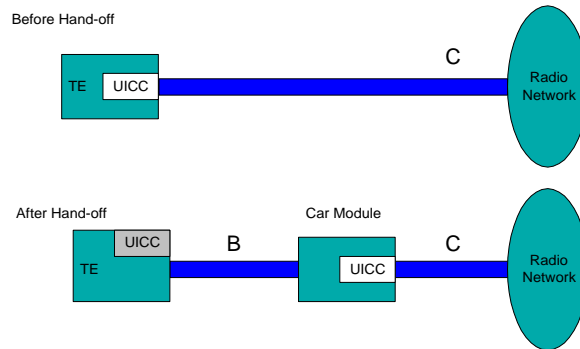 Before Hand-off
C
TE
UICC
Radio
Network
After Hand-off
Car Module
UICC
B
C
TE
UICC
Radio
Network